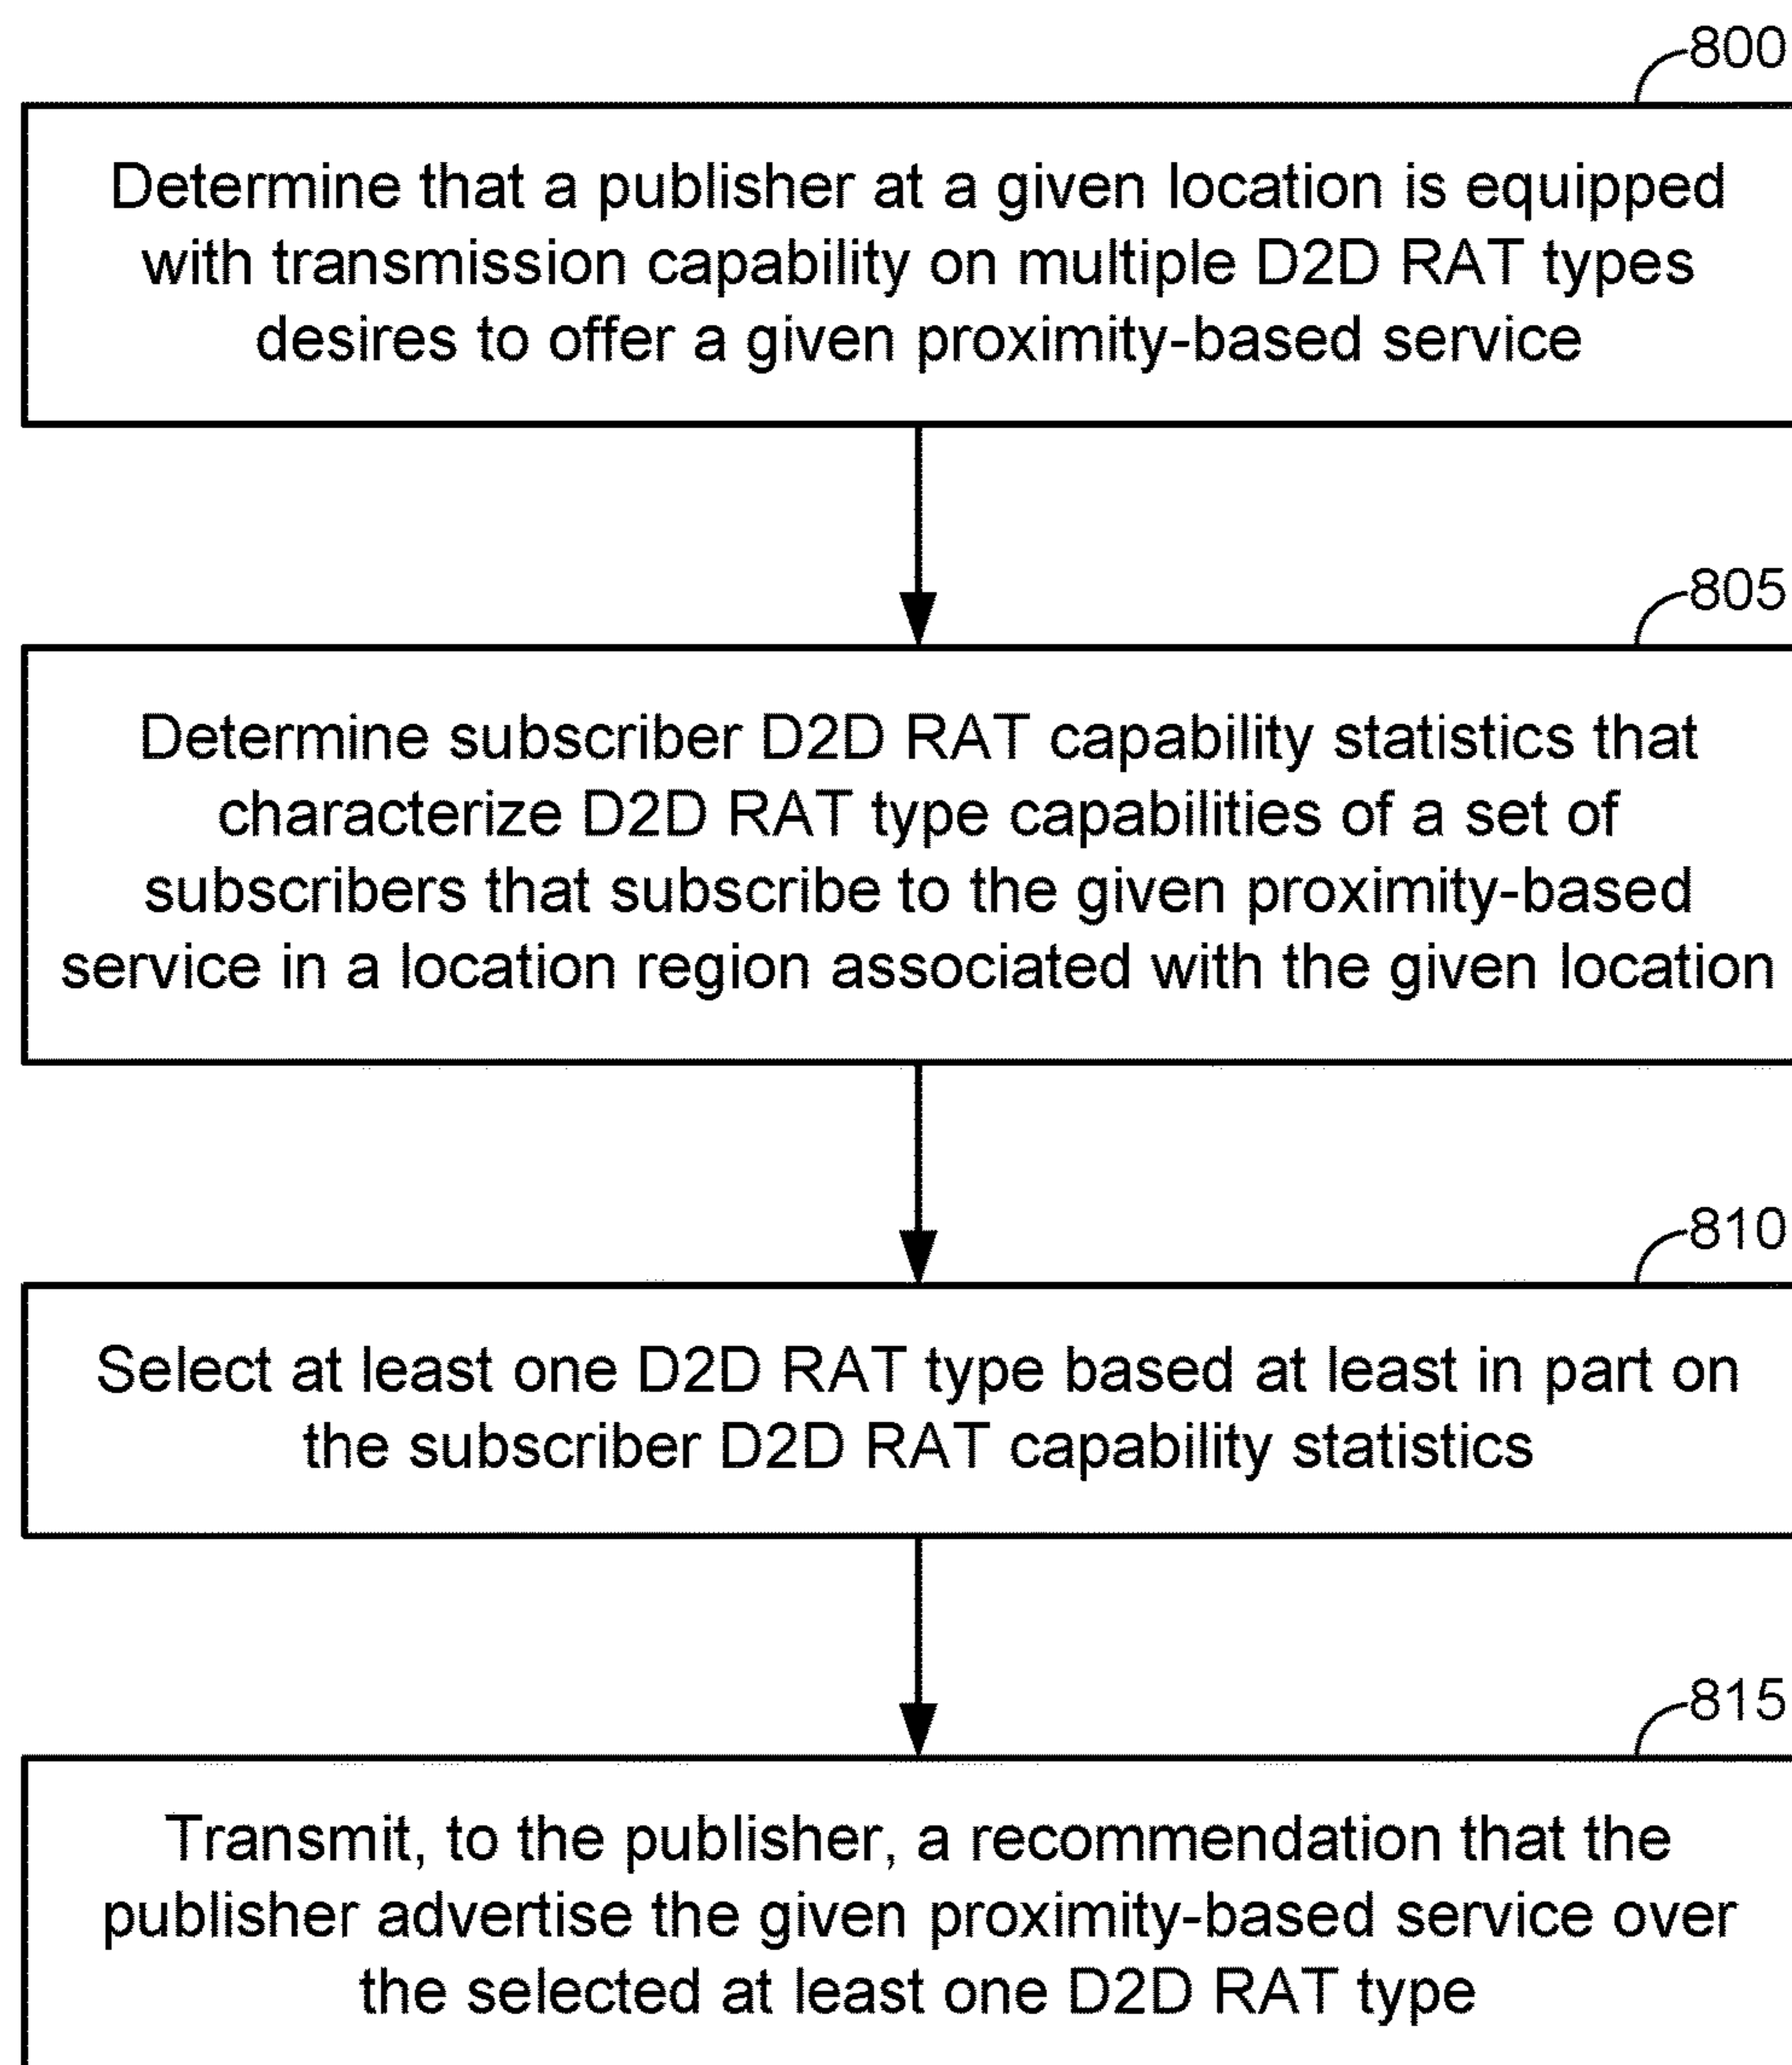 800
Determine that a publisher at a given location is equipped
with transmission capability on multiple D2D RAT types
desires to offer a given proximity-based service
805
Determine subscriber D2D RAT capability statistics that
characterize D2D RAT type capabilities of a set of
subscribers that subscribe to the given proximity-based
service in a location region associated with the given location
810
Select at least one D2D RAT type based at least in part on
the subscriber D2D RAT capability statistics
815
Transmit, to the publisher, a recommendation that the
publisher advertise the given proximity-based service over
the selected at least one D2D RAT type